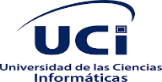 UCi
Universidad de las Ciencias
Informáticas